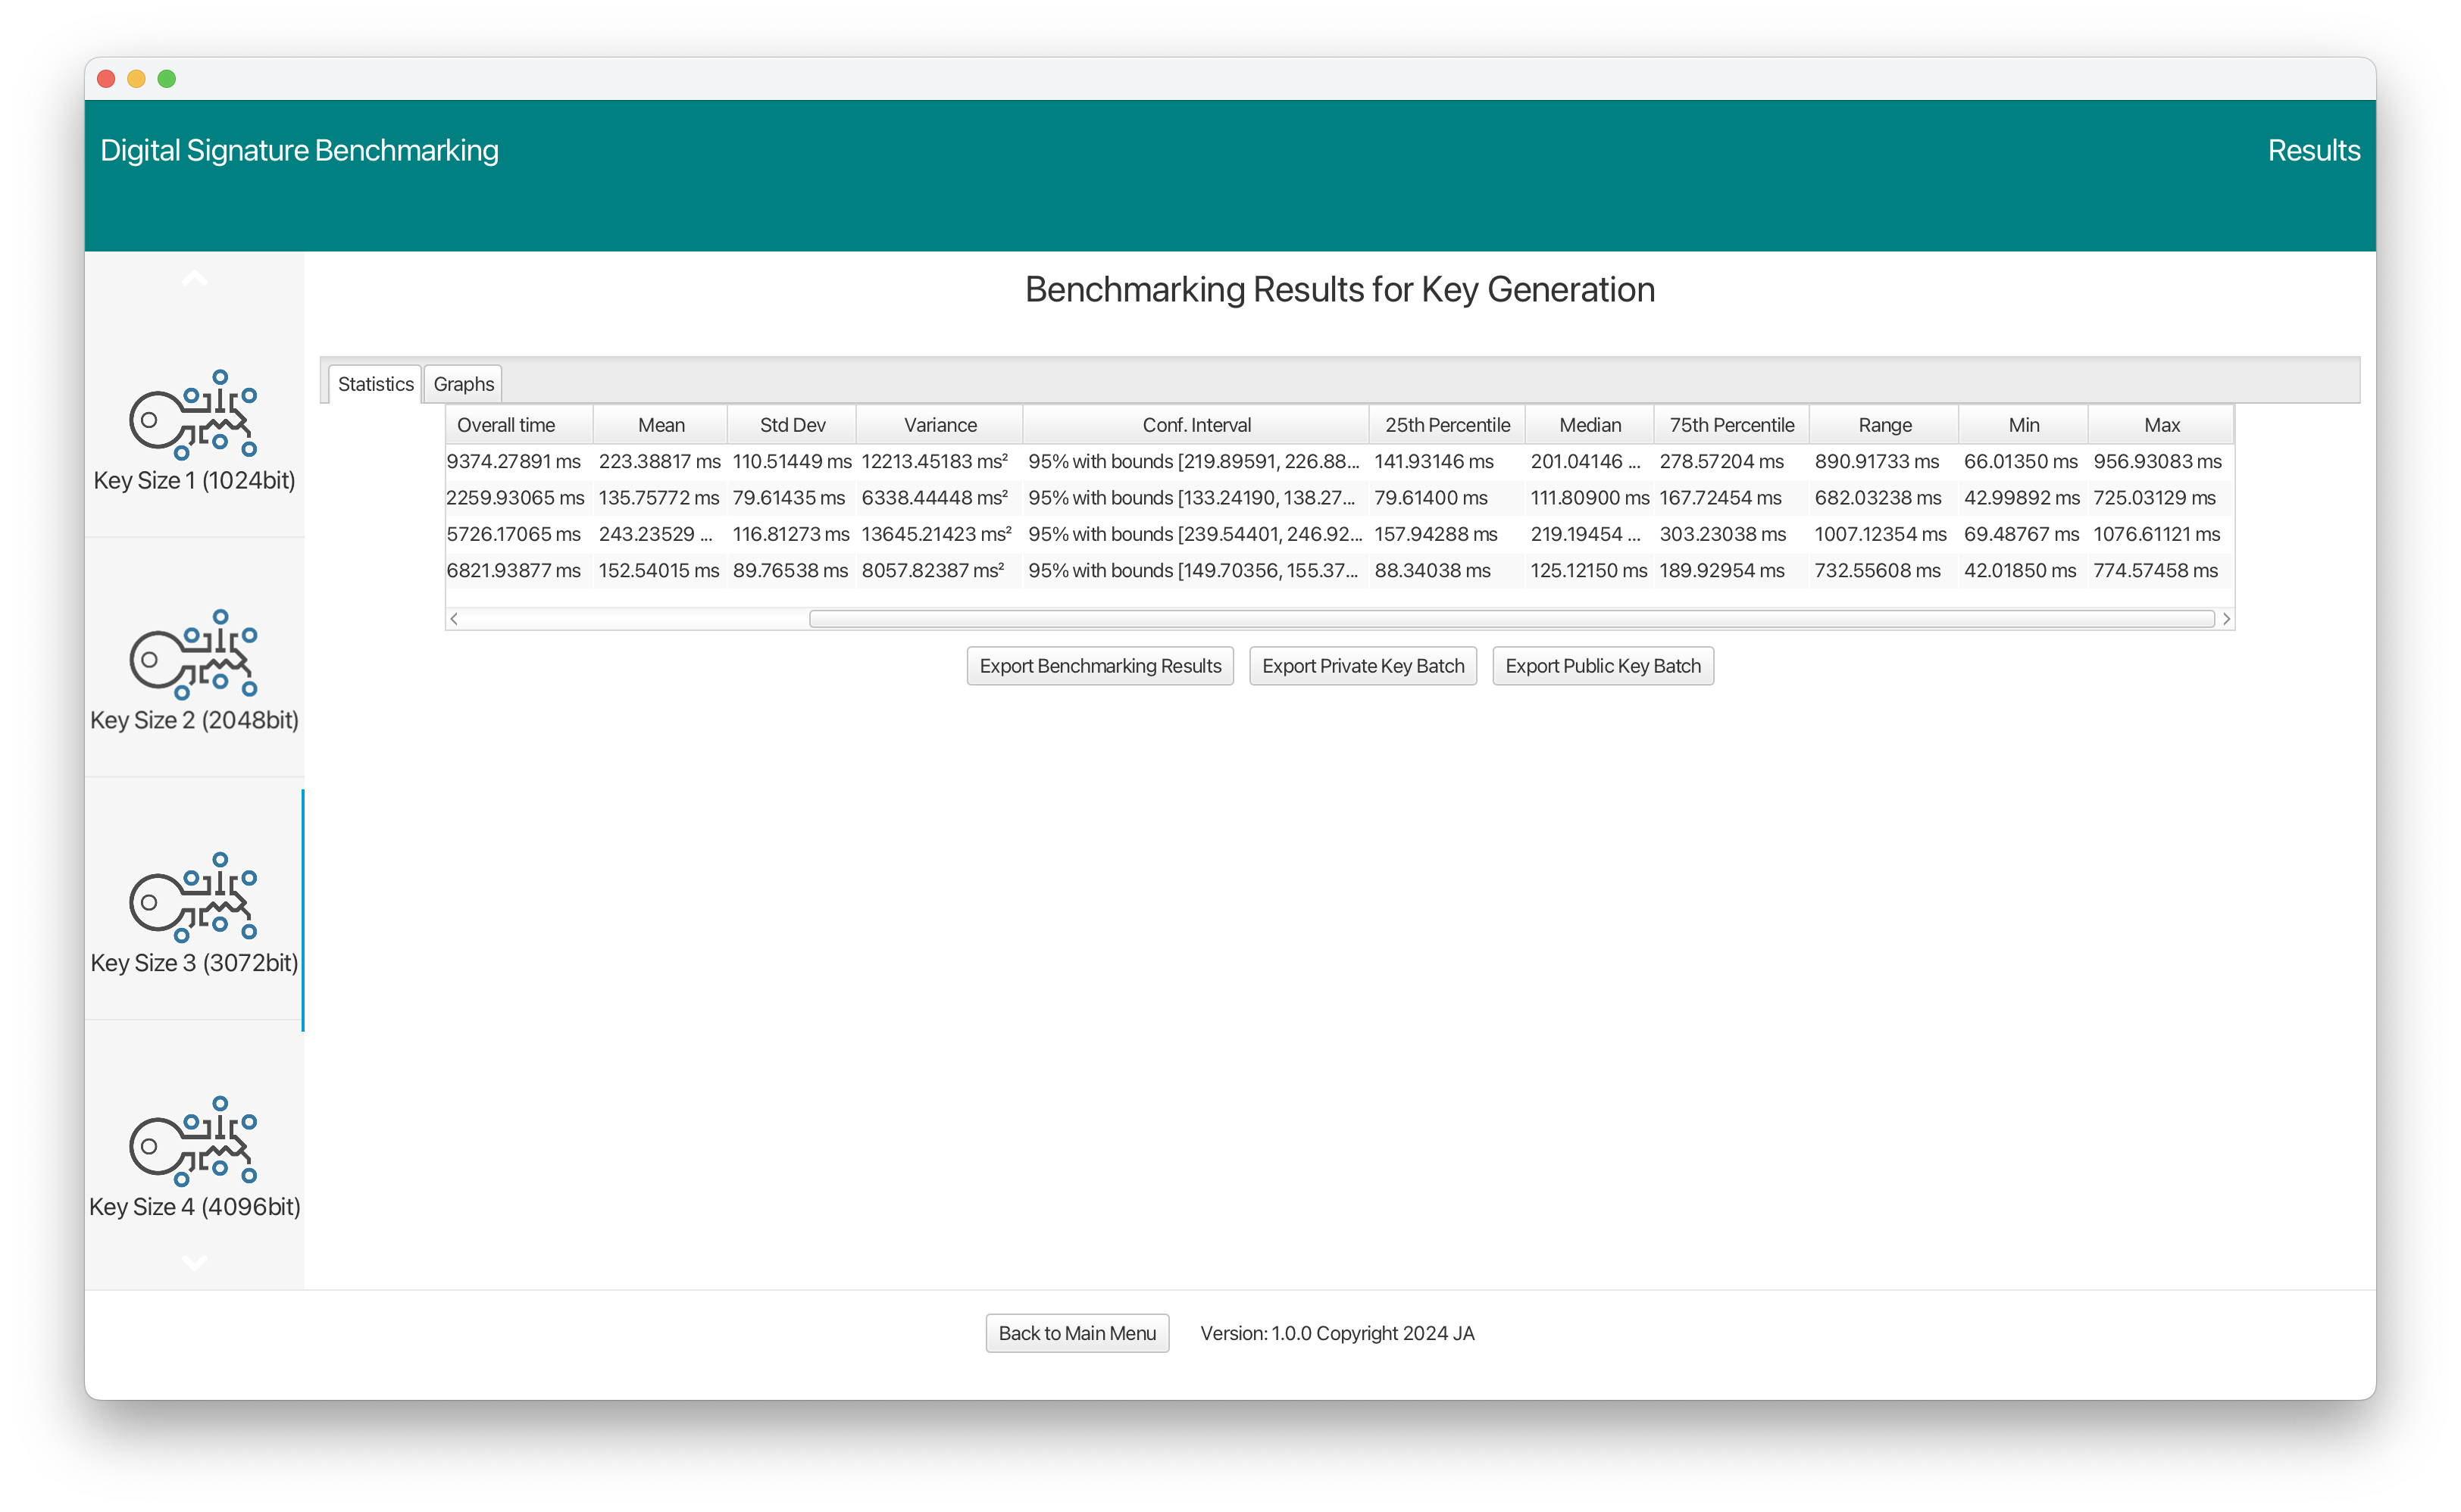 Digital Signature Benchmarking
Results
Key Size 1 (1024bit)
Key Size 2 (2048bit)
Key Size 3 (3072bit)
Key Size 4 (4096bit)
Benchmarking Results for Key Generation
Statistics Graphs
Overall time Mean Std Dev Variance Conf. Interval 25th Percentile Median 75th Percentile Range Min Max
9374.27891 ms 223.38817 ms 110.51449 ms 12213.45183 ms² 95% with bounds [219.89591, 226.88... 141.93146 ms 201.04146 ... 278.57204 ms 890.91733 ms 66.01350 ms 956.93083 ms
2259.93065 ms 135.75772 ms 79.61435 ms 6338.44448 ms² 95% with bounds [133.24190, 138.27... 79.61400 ms 111.80900 ms 167.72454 ms 682.03238 ms 42.99892 ms 725.03129 ms
5726.17065 ms 243.23529 ... 116.81273 ms 13645.21423 ms² 95% with bounds [239.54401, 246.92... 157.94288 ms 219.19454 ... 303.23038 ms 1007.12354 ms 69.48767 ms 1076.61121 ms
6821.93877 ms 152.54015 ms 89.76538 ms 8057.82387 ms² 95% with bounds [149.70356, 155.37... 88.34038 ms 125.12150 ms 189.92954 ms 732.55608 ms 42.01850 ms 774.57458 ms
Export Benchmarking Results Export Private Key Batch Export Public Key Batch
Back to Main Menu Version: 1.0.0 Copyright 2024 JA